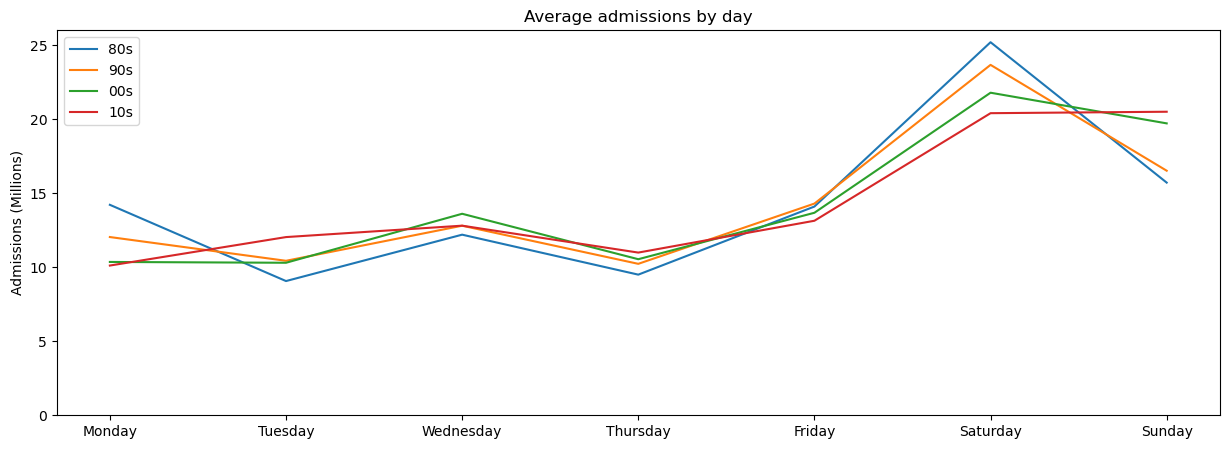 Average admissions by day
80s
90s
00s
10s
Admissions (Millions)
25
20
15
10
5
0
Monday Tuesday Wednesday Thursday Friday Saturday Sunday